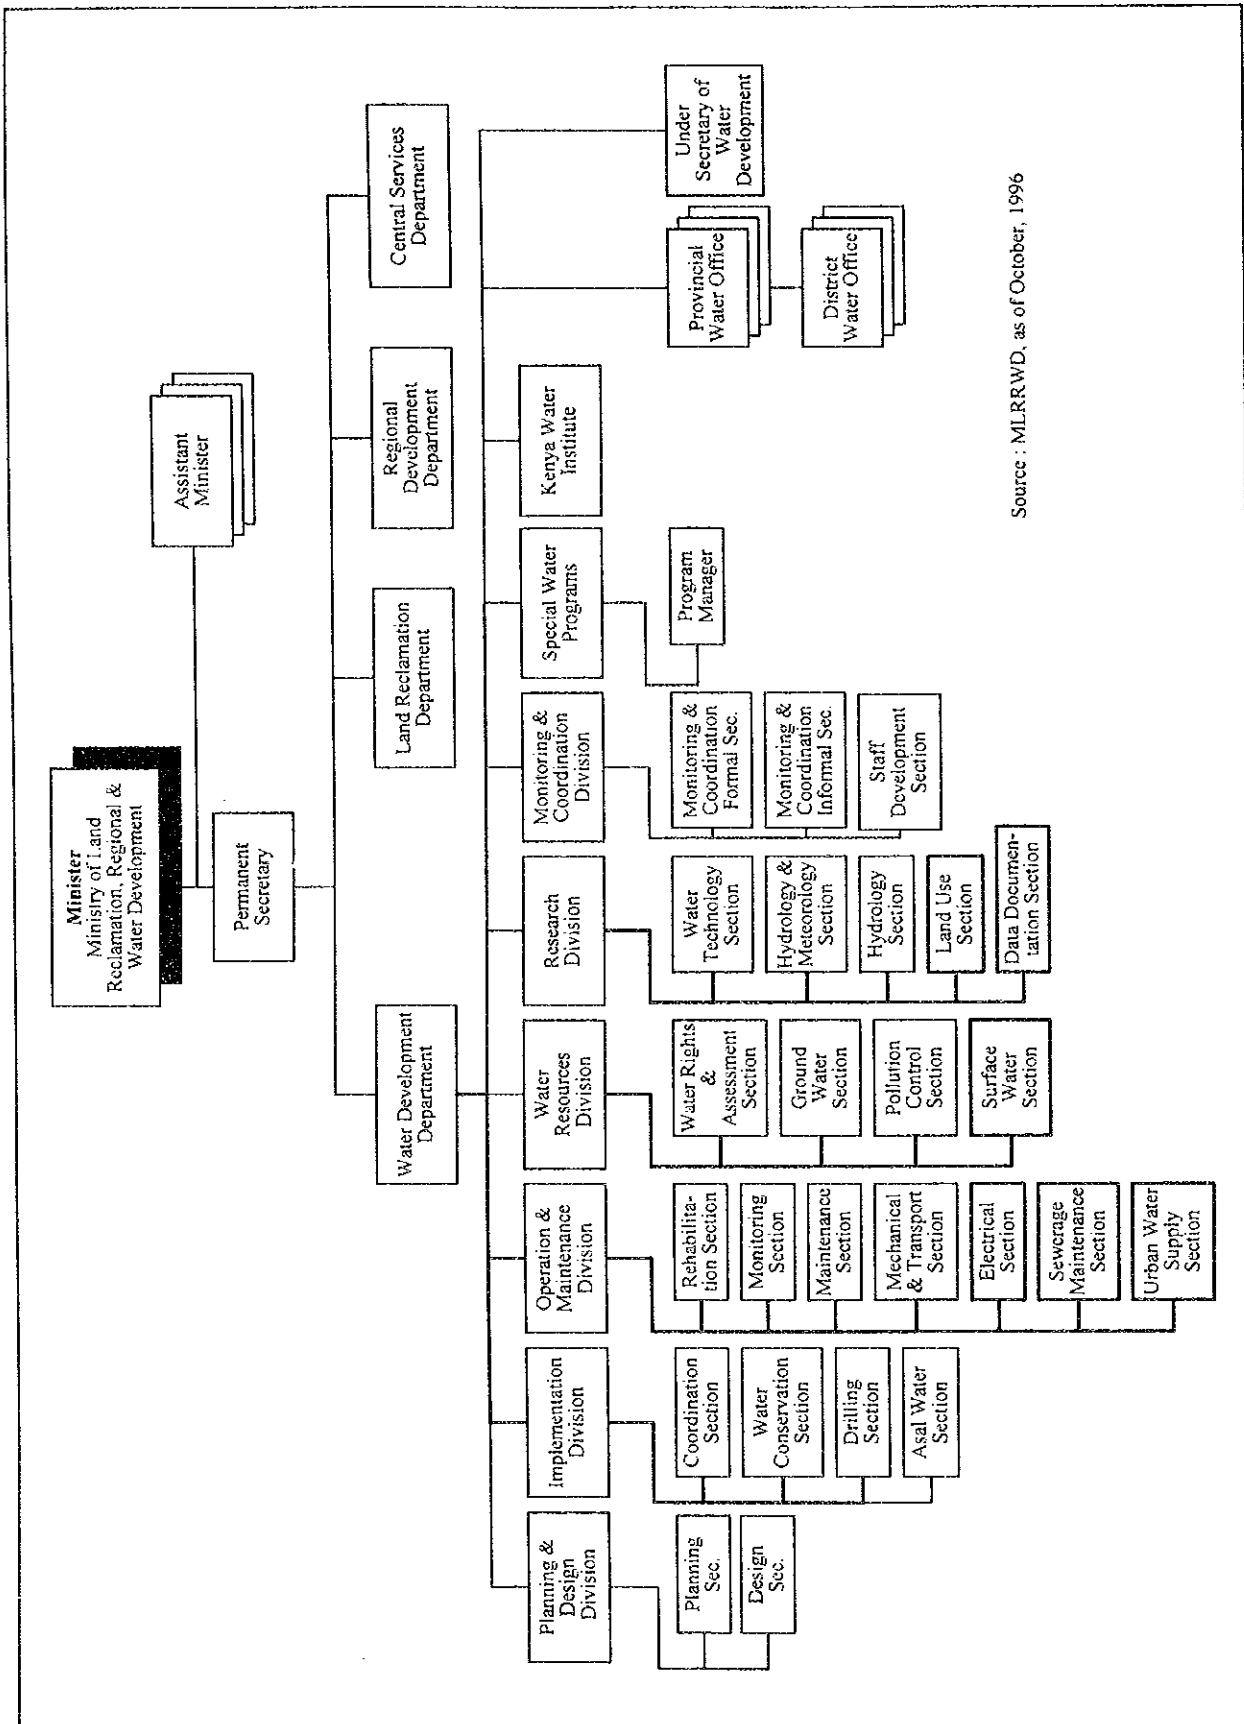 Minister
Ministry of Land
Reclamation, Regional &
Water Development
Assistant
Minister
Permanent
Secretary
Water Development
Department
Land Reclamation
Department
Regional
Development
Department
Central Services
Department
Planning &
Design
Division
Implementation
Division
Operation &
Maintenance
Division
Water
Resources
Division
Research
Division
Monitoring &
Coordination
Division
Special Water
Programs
Kenya Water
Institute
Provincial
Water Office
District
Water Office
Under
Secretary of
Water
Development
Planning
Sec.
Design
Sec.
Coordination
Section
Water
Conservation
Section
Drilling
Section
Asal Water
Section
Rehabilita-
tion Section
Monitoring
Section
Maintenance
Section
Mechanical
& Transport
Section
Electrical
Section
Sewerage
Maintenance
Section
Urban Water
Supply
Section
Water Rights
&
Assessment
Section
Ground
Water
Section
Pollution
Control
Section
Surface
Water
Section
Water
Technology
Section
Hydrology &
Meteorology
Section
Hydrology
Section
Land Use
Section
Data Documen-
tation Section
Monitoring &
Coordination
Formal Sec.
Monitoring &
Coordination
Informal Sec.
Staff
Development
Section
Program
Manager
Source : MLRRWD, as of October, 1996